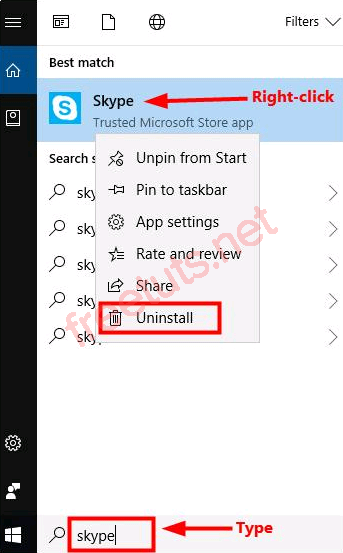 Filters
Best match
Skype
Right-click
Trusted Microsoft Store app
Search s
Unpin from Start
sky
Pin to taskbar
sky
App settings
sky
Rate and review
sky
Share
sky
Uninstall
skype
freetuts.net
skype
Type